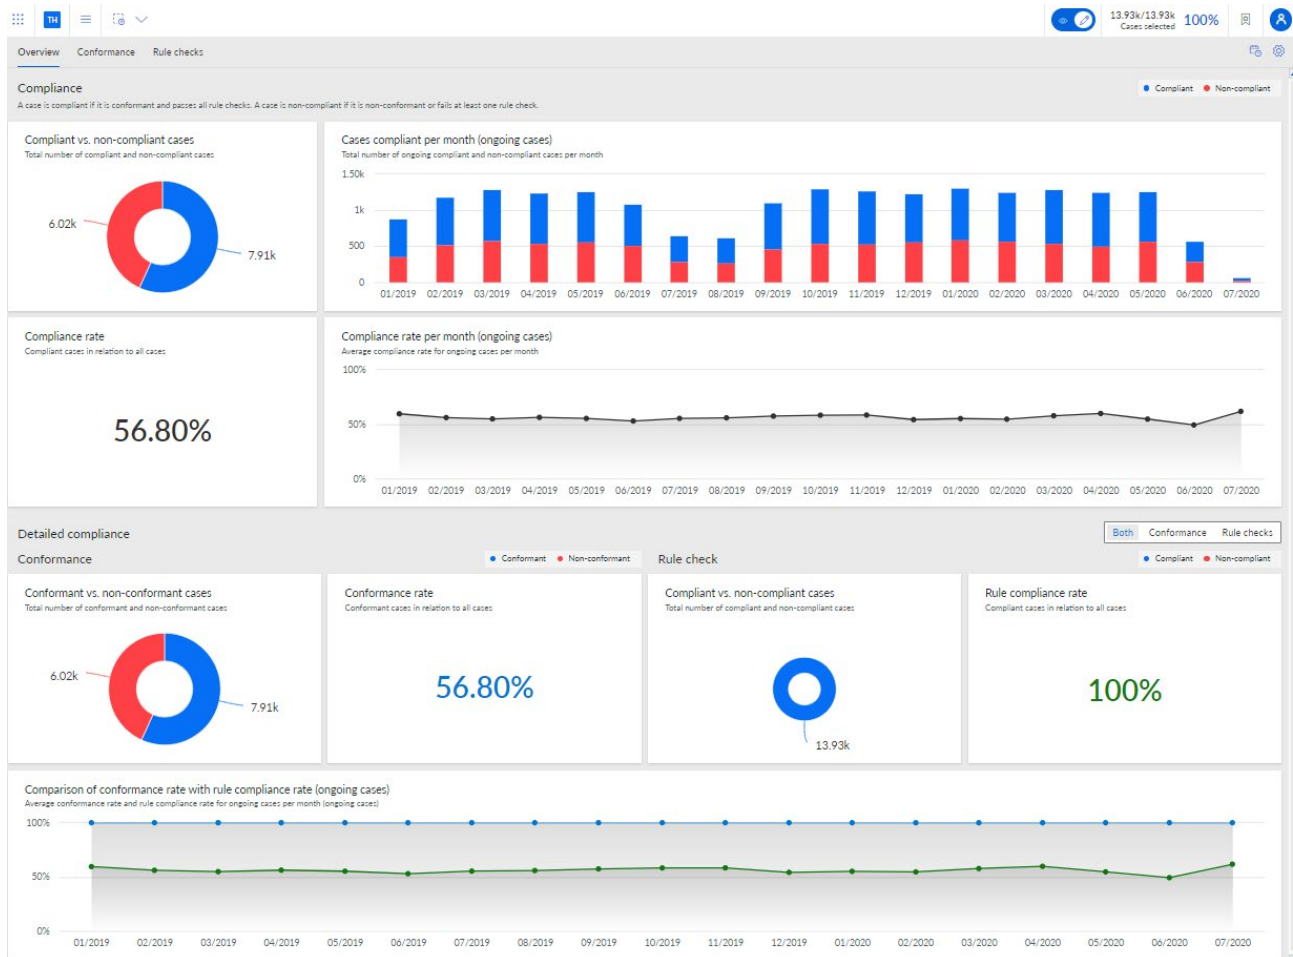 TH
13.93k/13.93k
Cases selected
100%
Overview Conformance Rule checks
Compliance
A case is compliant if it is conformant and passes all rule checks. A case is non-compliant if it is non-conformant or fails at least one rule check.
Compliant Non-compliant
Compliant vs. non-compliant cases
Total number of compliant and non-compliant cases
6.02k
7.91k
Cases compliant per month (ongoing cases)
Total number of ongoing compliant and non-compliant cases per month
1.50k
1k
500
0
01/2019 02/2019 03/2019 04/2019 05/2019 06/2019 07/2019 08/2019 09/2019 10/2019 11/2019 12/2019 01/2020 02/2020 03/2020 04/2020 05/2020 06/2020 07/2020
Compliance rate
Compliant cases in relation to all cases
56.80%
Compliance rate per month (ongoing cases)
Average compliance rate for ongoing cases per month
100%
50%
0%
01/2019 02/2019 03/2019 04/2019 05/2019 06/2019 07/2019 08/2019 09/2019 10/2019 11/2019 12/2019 01/2020 02/2020 03/2020 04/2020 05/2020 06/2020 07/2020
Detailed compliance
Both Conformance Rule checks
Conformance
Conformant Non-conformant
Rule check
Compliant Non-compliant
Conformant vs. non-conformant cases
Total number of conformant and non-conformant cases
6.02k
7.91k
Conformance rate
Conformant cases in relation to all cases
56.80%
Compliant vs. non-compliant cases
Total number of compliant and non-compliant cases
13.93k
Rule compliance rate
Compliant cases in relation to all cases
100%
Comparison of conformance rate with rule compliance rate (ongoing cases)
Average conformance rate and rule compliance rate for ongoing cases per month (ongoing cases)
100%
50%
0%
01/2019 02/2019 03/2019 04/2019 05/2019 06/2019 07/2019 08/2019 09/2019 10/2019 11/2019 12/2019 01/2020 02/2020 03/2020 04/2020 05/2020 06/2020 07/2020